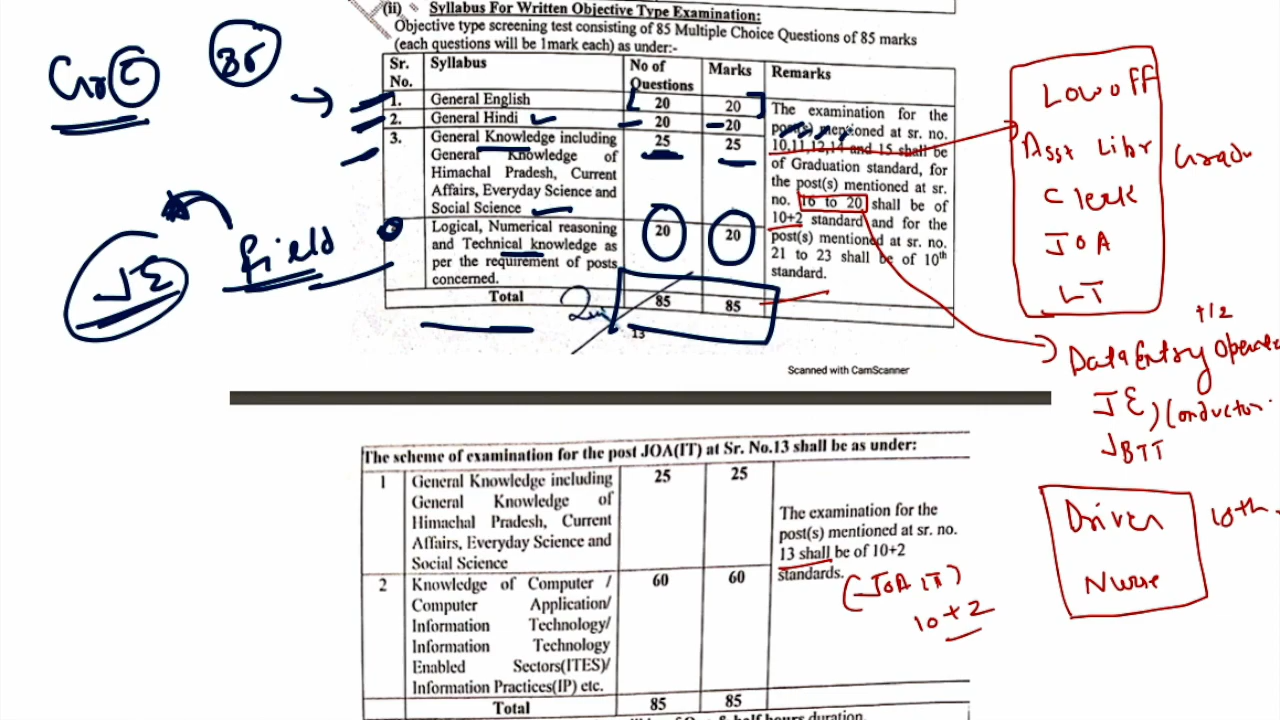 (ii) Syllabus For Written Objective Type Examination:
Objective type screening test consisting of 85 Multiple Choice Questions of 85 marks
(each questions will be 1mark each) as under:-
Sr. No. Syllabus No of Questions Marks Remarks
1. General English 20 20
2. General Hindi 20 20
3. General Knowledge including 25 25
General Knowledge of
Himachal Pradesh, Current
Affairs, Everyday Science and
Social Science
Logical, Numerical reasoning 20 20
and Technical knowledge as
per the requirement of posts
concerned.
Total 85 85
The examination for the
post(s) mentioned at sr. no.
10,11,12,14 and 15 shall be
of Graduation standard, for
the post(s) mentioned at sr.
no. 16 to 20 shall be of
10+2 standard and for the
post(s) mentioned at sr. no.
21 to 23 shall be of 10th
standard.
13
Scanned with CamScanner
JE
field
Low off
Asst Libr
Clerk
JOA
LT
Gradu
+12
Data Entry Operator
JE, Conductor.
JBTT
Driver
Nurse
10th.
The scheme of examination for the post JOA(IT) at Sr. No.13 shall be as under:
1 General Knowledge including 25 25
General Knowledge of
Himachal Pradesh, Current
Affairs, Everyday Science and
Social Science
2 Knowledge of Computer / 60 60
Computer Application/
Information Technology/
Information Technology
Enabled Sectors(ITES)/
Information Practices(IP) etc.
Total 85 85
The examination for the
post(s) mentioned at sr. no.
13 shall be of 10+2
standards.
(JOA IT)
10+2
half hours duration.